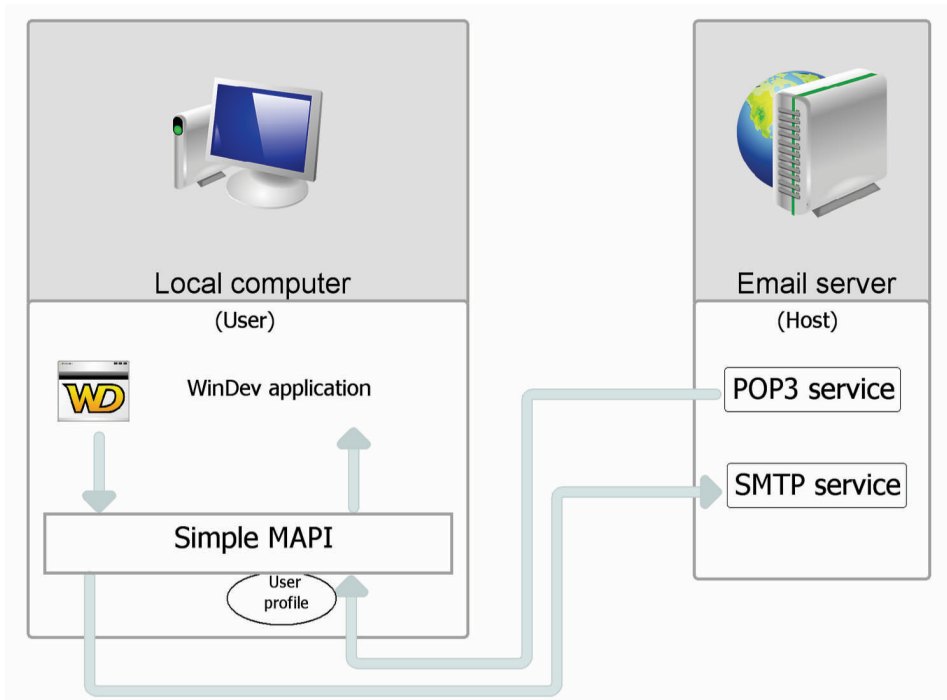 Local computer
(User)
WD
WinDev application
Simple MAPI
User
profile
Email server
(Host)
POP3 service
SMTP service